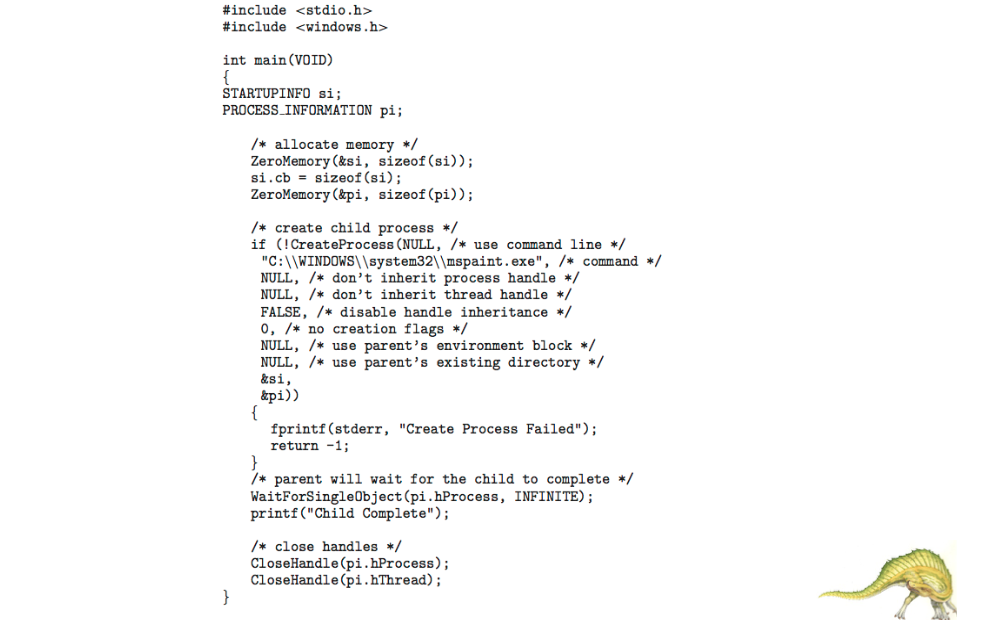 #include <stdio.h>
#include <windows.h>
int main(VOID)
{
STARTUPINFO si;
PROCESS_INFORMATION pi;
/* allocate memory */
ZeroMemory(&si, sizeof(si));
si.cb = sizeof(si);
ZeroMemory(&pi, sizeof(pi));
/* create child process */
if (!CreateProcess(NULL, /* use command line */
"C:\\WINDOWS\\system32\\mspaint.exe", /* command */
NULL, /* don't inherit process handle */
NULL, /* don't inherit thread handle */
FALSE, /* disable handle inheritance */
0, /* no creation flags */
NULL, /* use parent's environment block */
NULL, /* use parent's existing directory */
&si,
&pi))
{
fprintf(stderr, "Create Process Failed");
return -1;
}
/* parent will wait for the child to complete */
WaitForSingleObject(pi.hProcess, INFINITE);
printf("Child Complete");
/* close handles */
CloseHandle(pi.hProcess);
CloseHandle(pi.hThread);
}